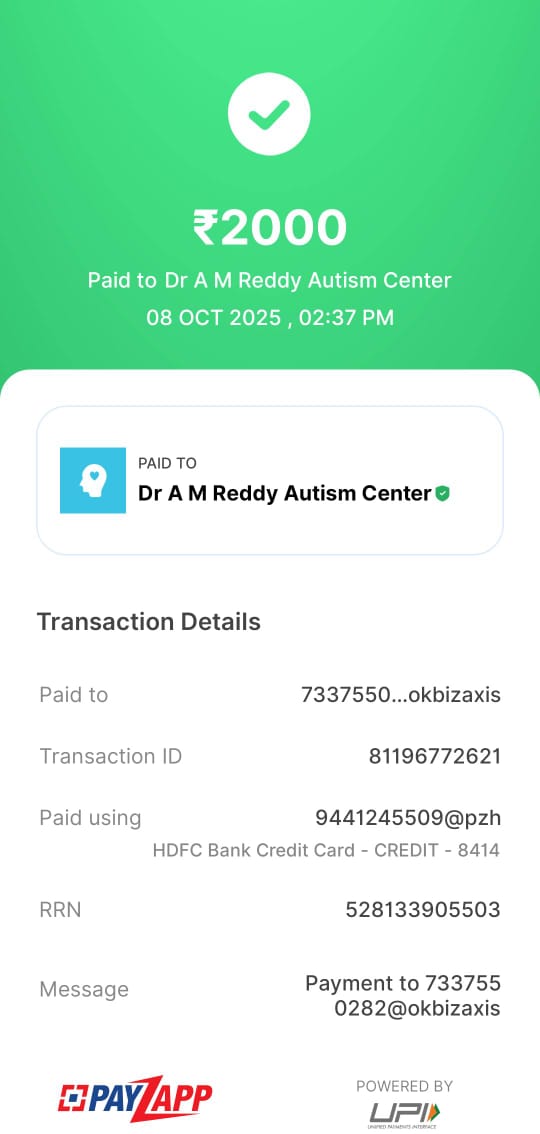 ₹2000
Paid to Dr A M Reddy Autism Center
08 OCT 2025 , 02:37 PM
PAID TO
Dr A M Reddy Autism Center
Transaction Details
Paid to 7337550...okbizaxis
Transaction ID 81196772621
Paid using 9441245509@pzh
HDFC Bank Credit Card - CREDIT - 8414
RRN 528133905503
Message Payment to 733755
0282@okbizaxis
PAYZAPP
POWERED BY
UPI
UNIFIED PAYMENTS INTERFACE